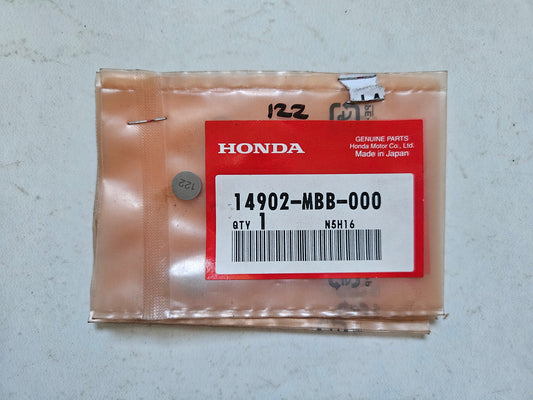 122
HONDA
GENUINE PARTS
Honda Motor Co., Ltd.
Made in Japan
122
14902-MBB-000
QTY 1 N5H16